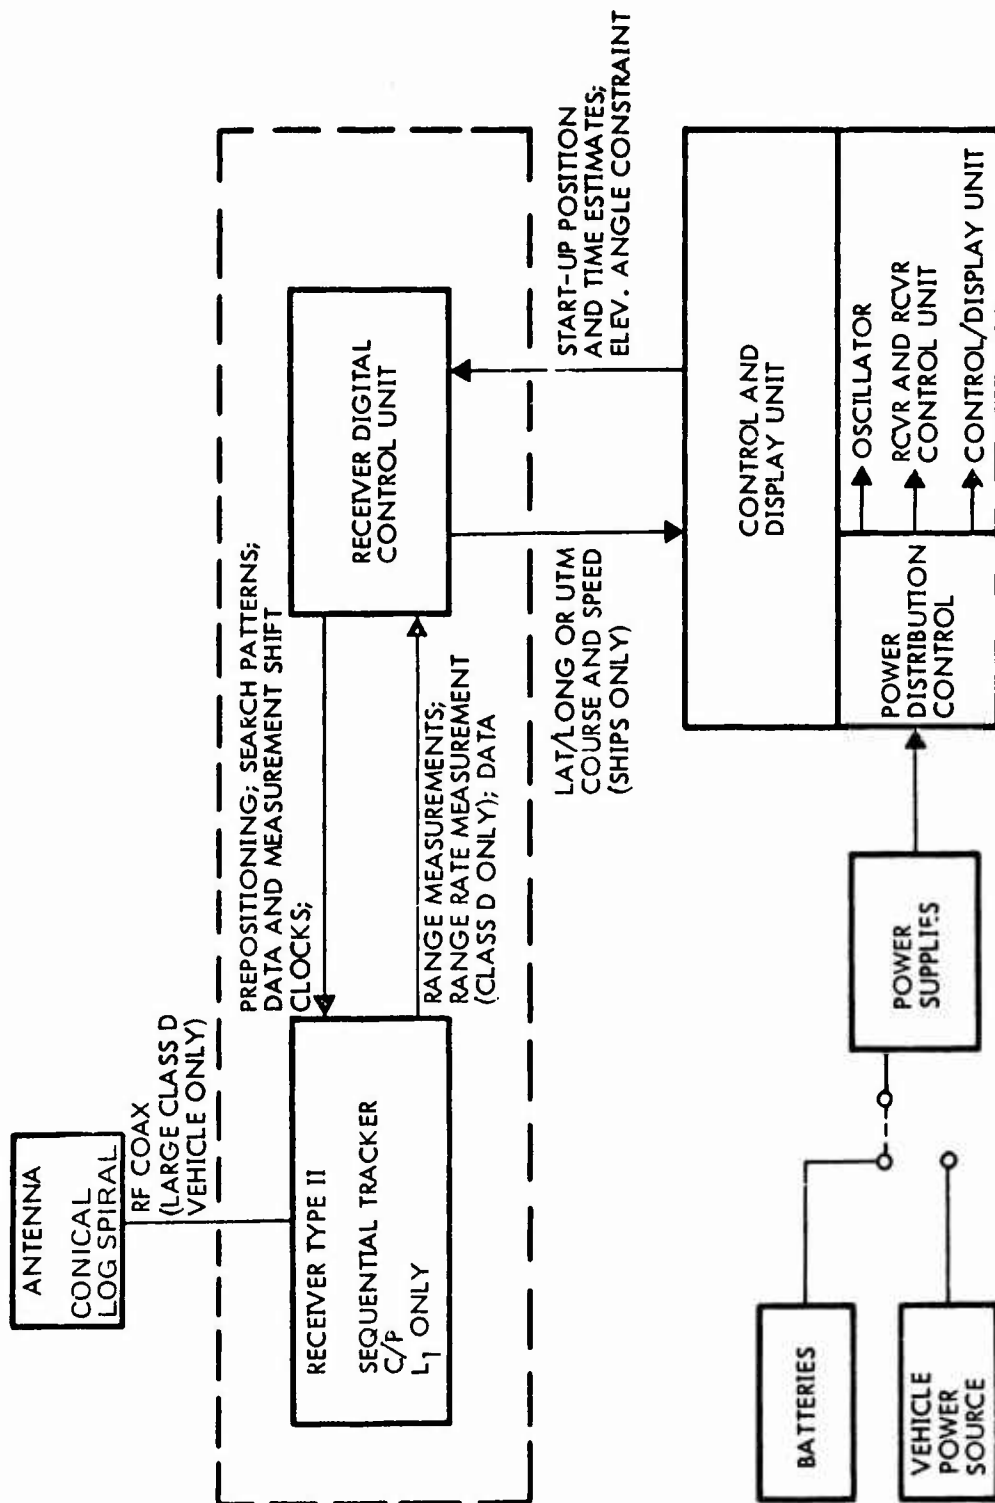 ANTENNA
CONICAL
LOG SPIRAL
RF COAX
(LARGE CLASS D
VEHICLE ONLY)
RECEIVER TYPE II
SEQUENTIAL TRACKER
C/P
L1 ONLY
PREPOSITIONING; SEARCH PATTERNS;
DATA AND MEASUREMENT SHIFT
CLOCKS;
RANGE MEASUREMENTS;
RANGE RATE MEASUREMENT
(CLASS D ONLY); DATA
RECEIVER DIGITAL
CONTROL UNIT
LAT/LONG OR UTM
COURSE AND SPEED
(SHIPS ONLY)
START-UP POSITION
AND TIME ESTIMATES;
ELEV. ANGLE CONSTRAINT
CONTROL AND
DISPLAY UNIT
POWER
DISTRIBUTION
CONTROL
OSCILLATOR
RCVR AND RCVR
CONTROL UNIT
CONTROL/DISPLAY UNIT
BATTERIES
VEHICLE
POWER
SOURCE
POWER
SUPPLIES